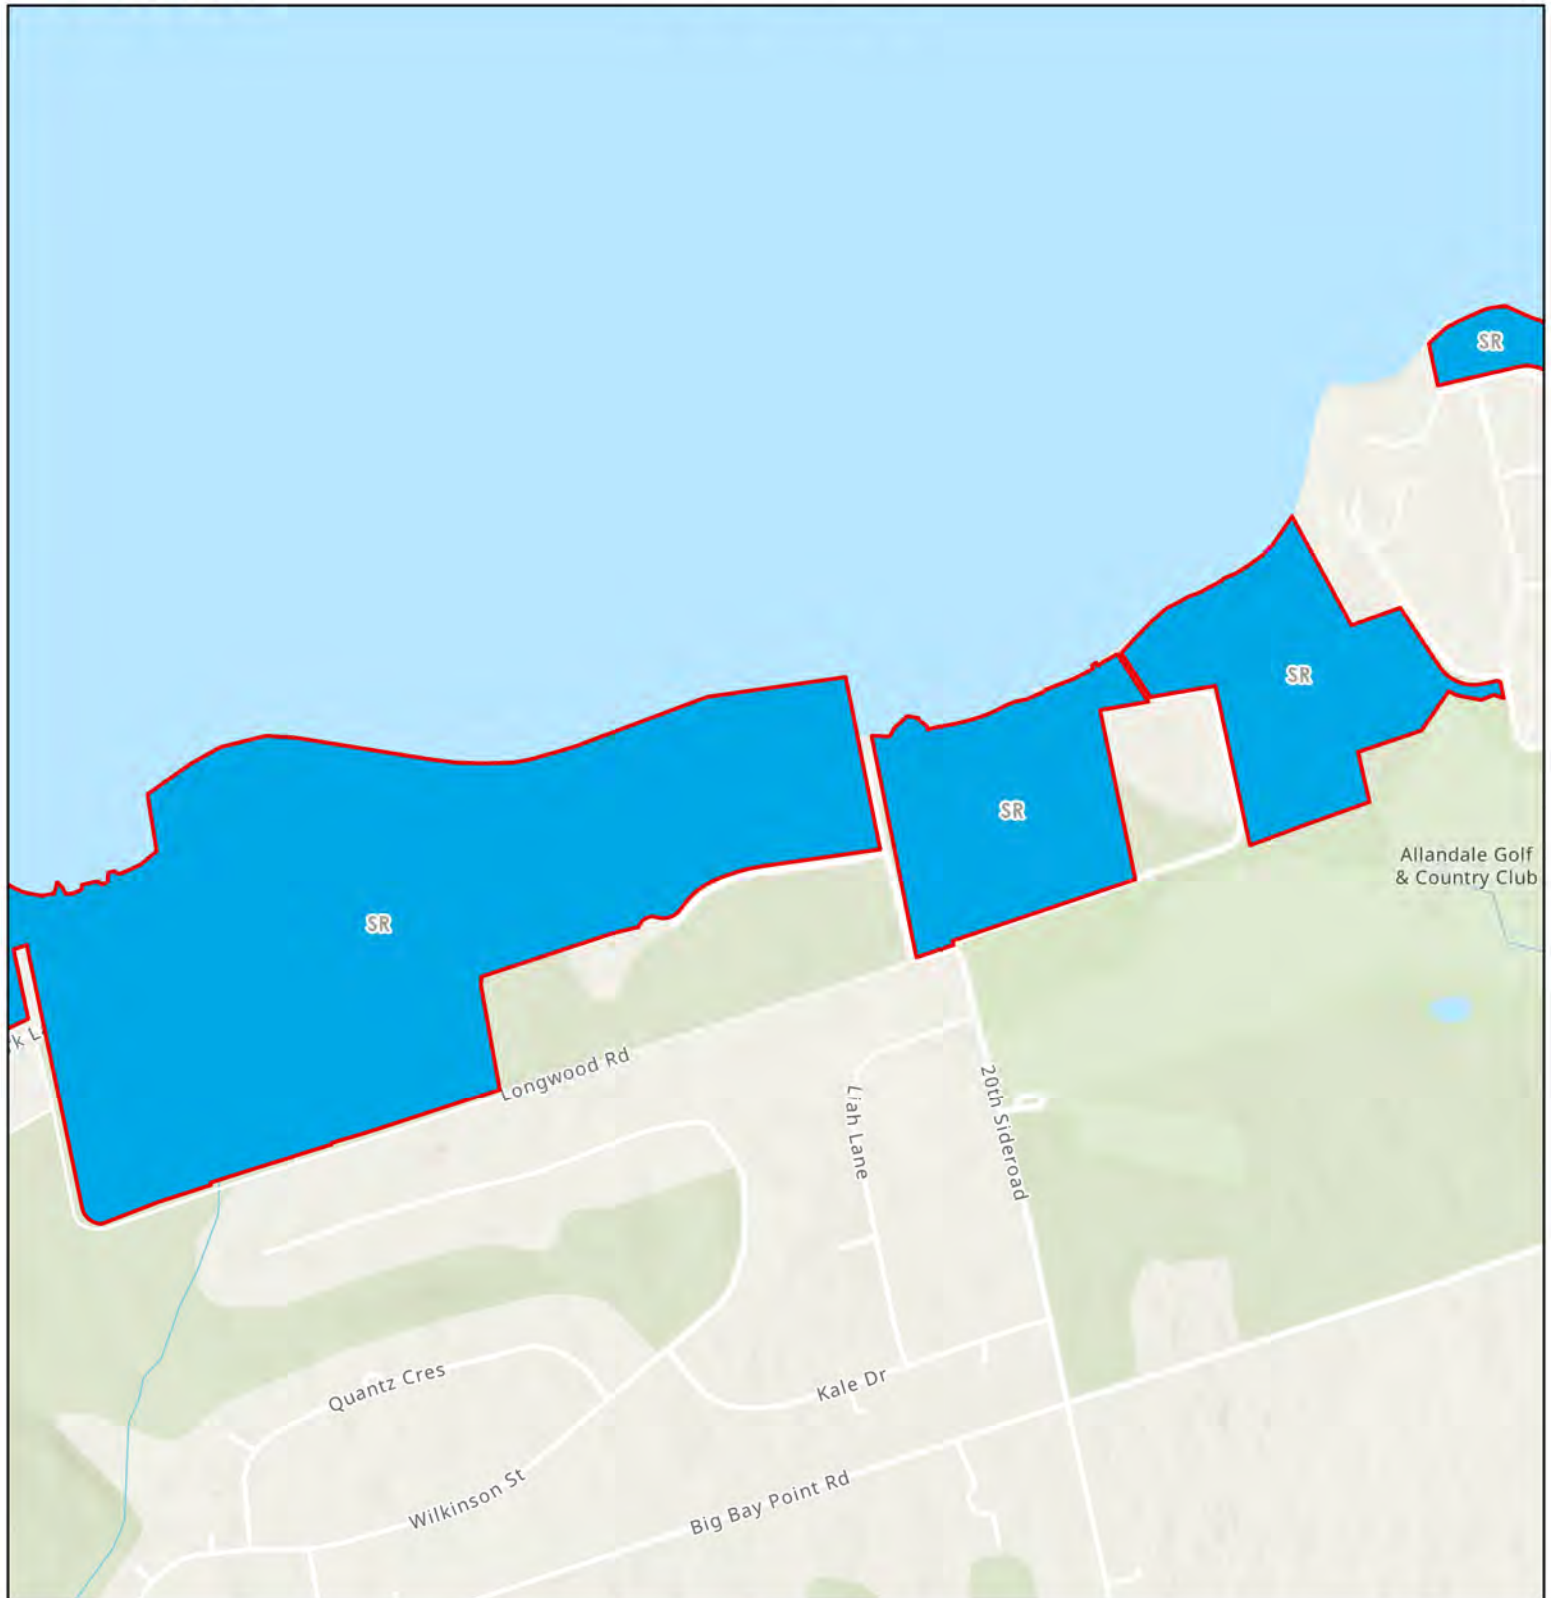 SR
SR
SR
Allandale Golf
& Country Club
SR
k L
Longwood Rd
20th Sideroad
Liah Lane
Quantz Cres
Kale Dr
Wilkinson St
Big Bay Point Rd